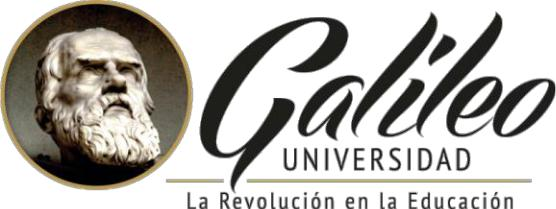 Galileo
UNIVERSIDAD
La Revolución en la Educación